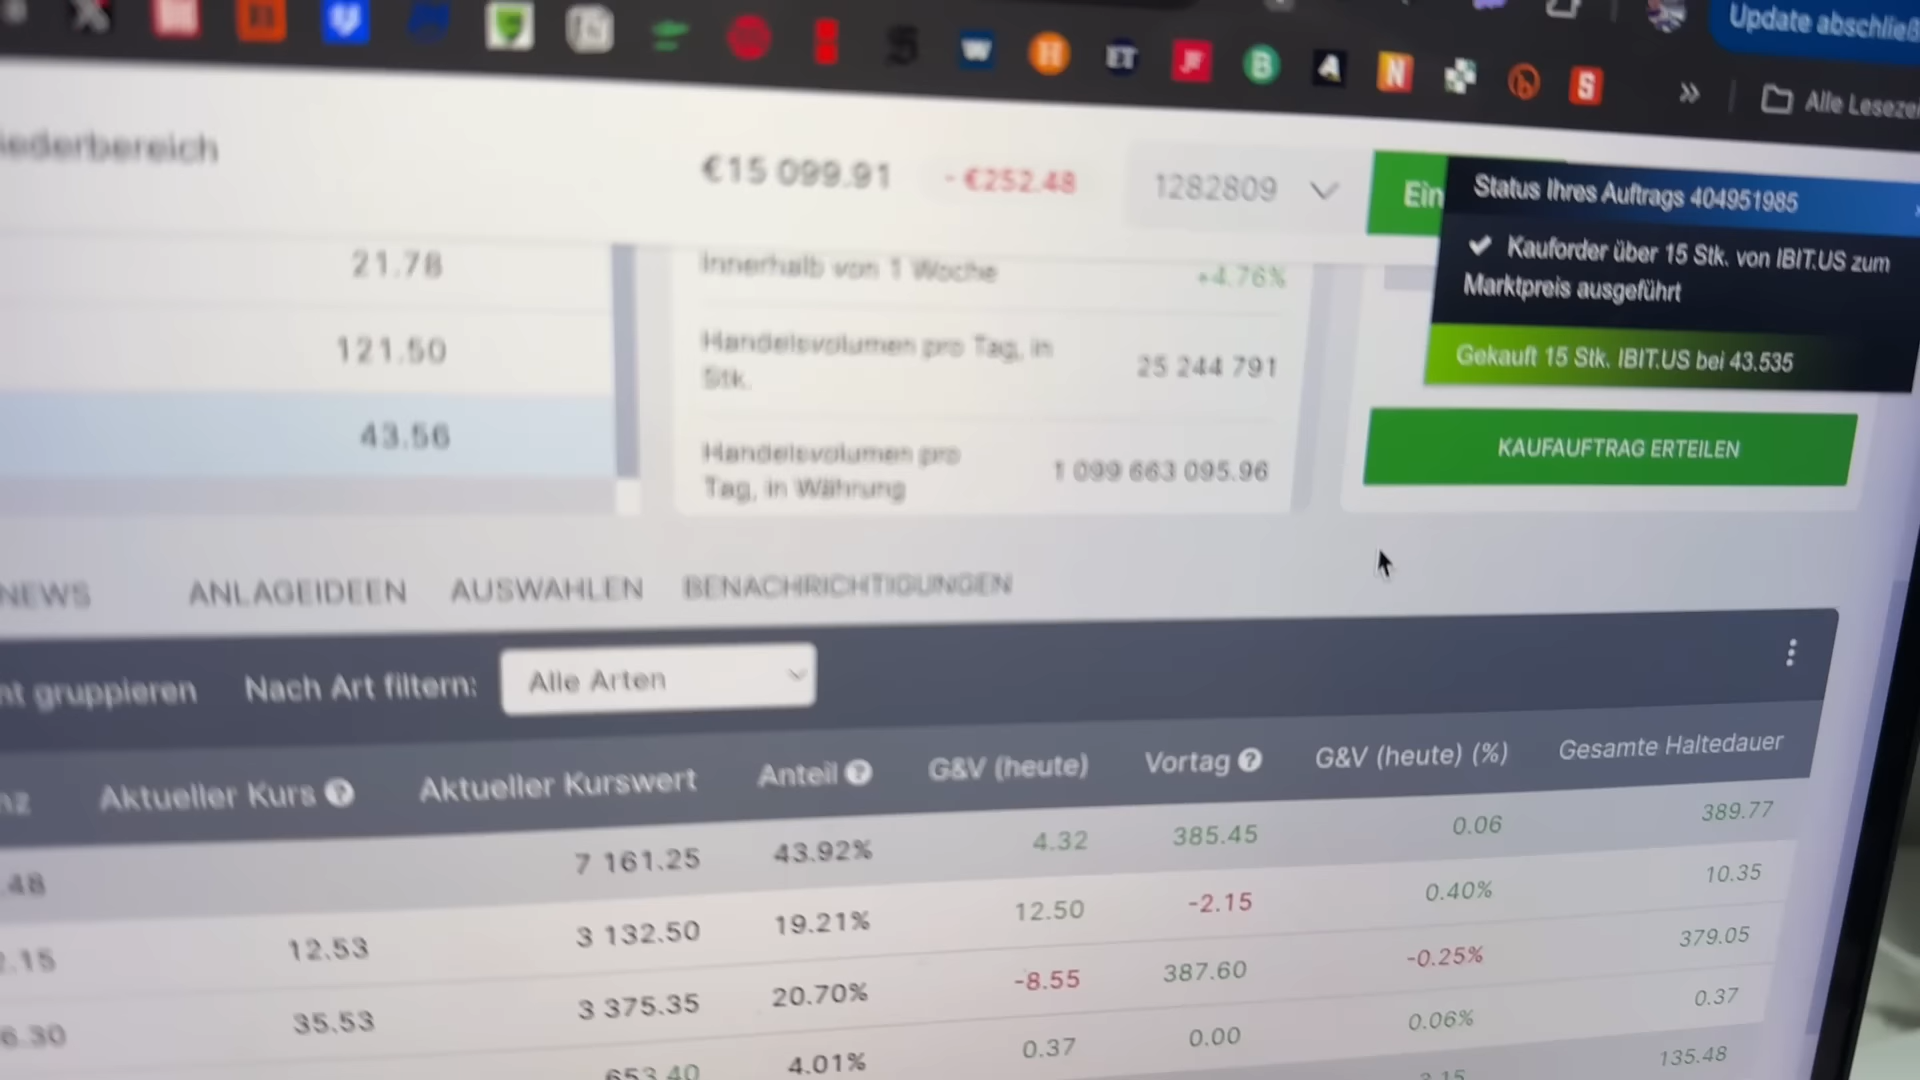 Update abschließ
W
H
ET
JF
B
A
N
S
»
Alle Leseze
iederbereich
€15 099.91
- €252.48
1282809
Ein
Status Ihres Auftrags 404951985
Kauforder über 15 Stk. von IBIT.US zum
Marktpreis ausgeführt
Gekauft 15 Stk. IBIT.US bei 43.535
KAUFAUFTRAG ERTEILEN
21.78
121.50
43.56
Innerhalb von 1 Woche
+4.76%
Handelsvolumen pro Tag, in
Stk.
25 244 791
Handelsvolumen pro
Tag, in Währung
1 099 663 095.96
NEWS
ANLAGEIDEEN
AUSWAHLEN
BENACHRICHTIGUNGEN
nt gruppieren
Nach Art filtern:
Alle Arten
nz
Aktueller Kurs
Aktueller Kurswert
Anteil
G&V (heute)
Vortag
G&V (heute) (%)
Gesamte Haltedauer
.48
7 161.25
43.92%
4.32
385.45
0.06
389.77
.15
12.53
3 132.50
19.21%
12.50
-2.15
0.40%
10.35
6.30
35.53
3 375.35
20.70%
-8.55
387.60
-0.25%
379.05
653.40
4.01%
0.37
0.00
0.06%
0.37
135.48